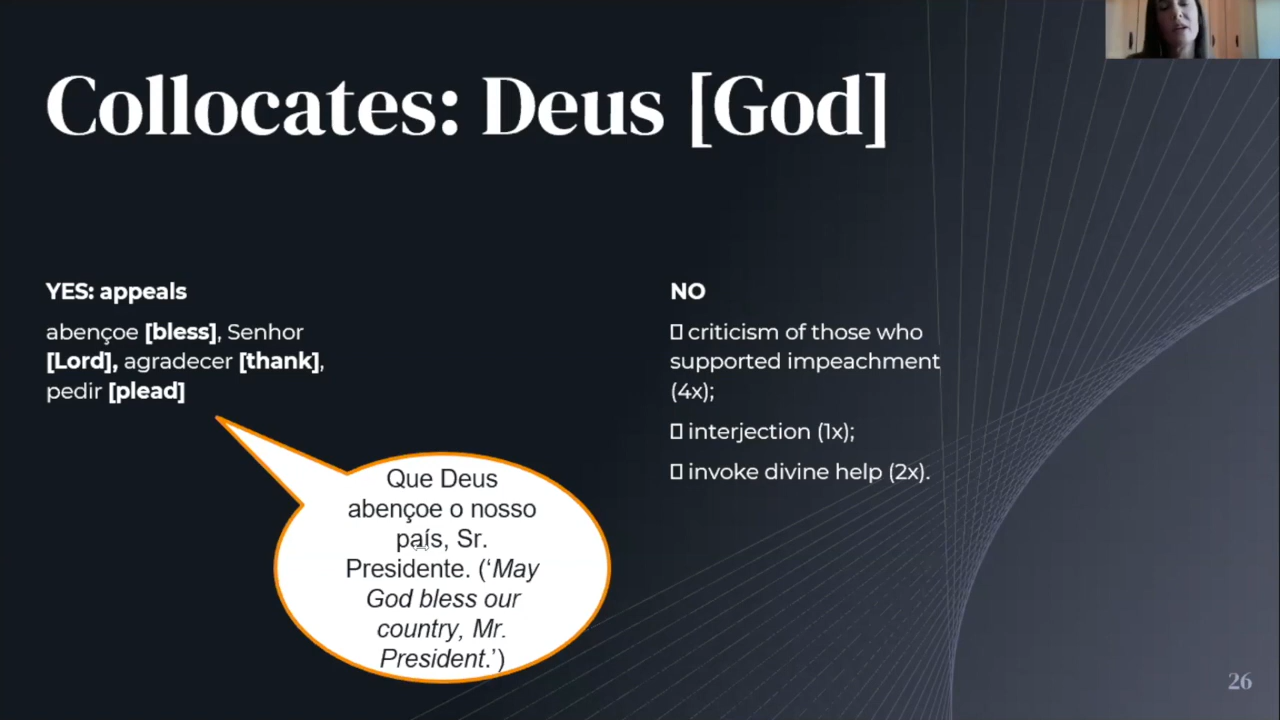 Collocates: Deus [God]
YES: appeals
abençoe [bless], Senhor
[Lord], agradecer [thank],
pedir [plead]
Que Deus
abençoe o nosso
país, Sr.
Presidente. (‘May
God bless our
country, Mr.
President.’)
NO
criticism of those who
supported impeachment
(4x);
interjection (1x);
invoke divine help (2x).
26